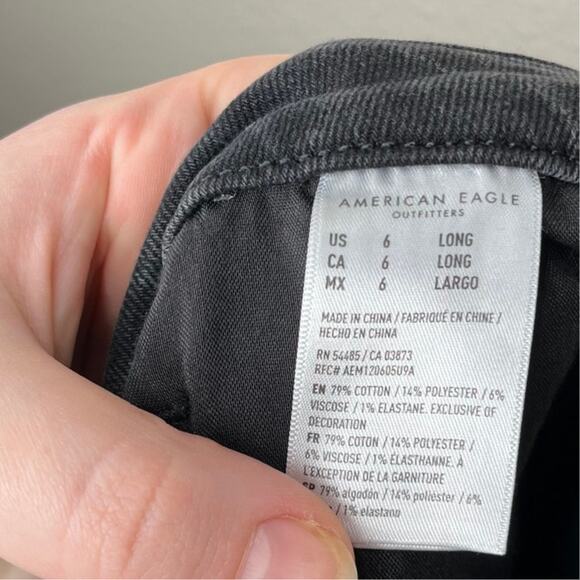 AMERICAN EAGLE
OUTFITTERS
US 6 LONG
CA 6 LONG
MX 6 LARGO
MADE IN CHINA / FABRIQUÉ EN CHINE /
HECHO EN CHINA
RN 54485 / CA 03873
RFC# AEM120605U9A
EN 79% COTTON / 14% POLYESTER / 6%
VISCOSE / 1% ELASTANE. EXCLUSIVE OF
DECORATION
FR 79% COTON / 14% POLYESTER /
6% VISCOSE / 1% ÉLASTHANNE. À
L'EXCEPTION DE LA GARNITURE
SP 79% algodón / 14% poliéster / 6%
/ 1% elastano